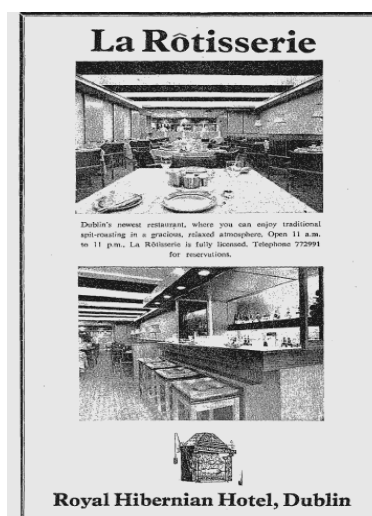 La Rôtisserie
Dublin's newest restaurant, where you can enjoy traditional
spit-roasting in a gracious, relaxed atmosphere. Open 11 a.m.
to 11 p.m., La Rôtisserie is fully licensed. Telephone 772991
for reservations.
Royal Hibernian Hotel, Dublin